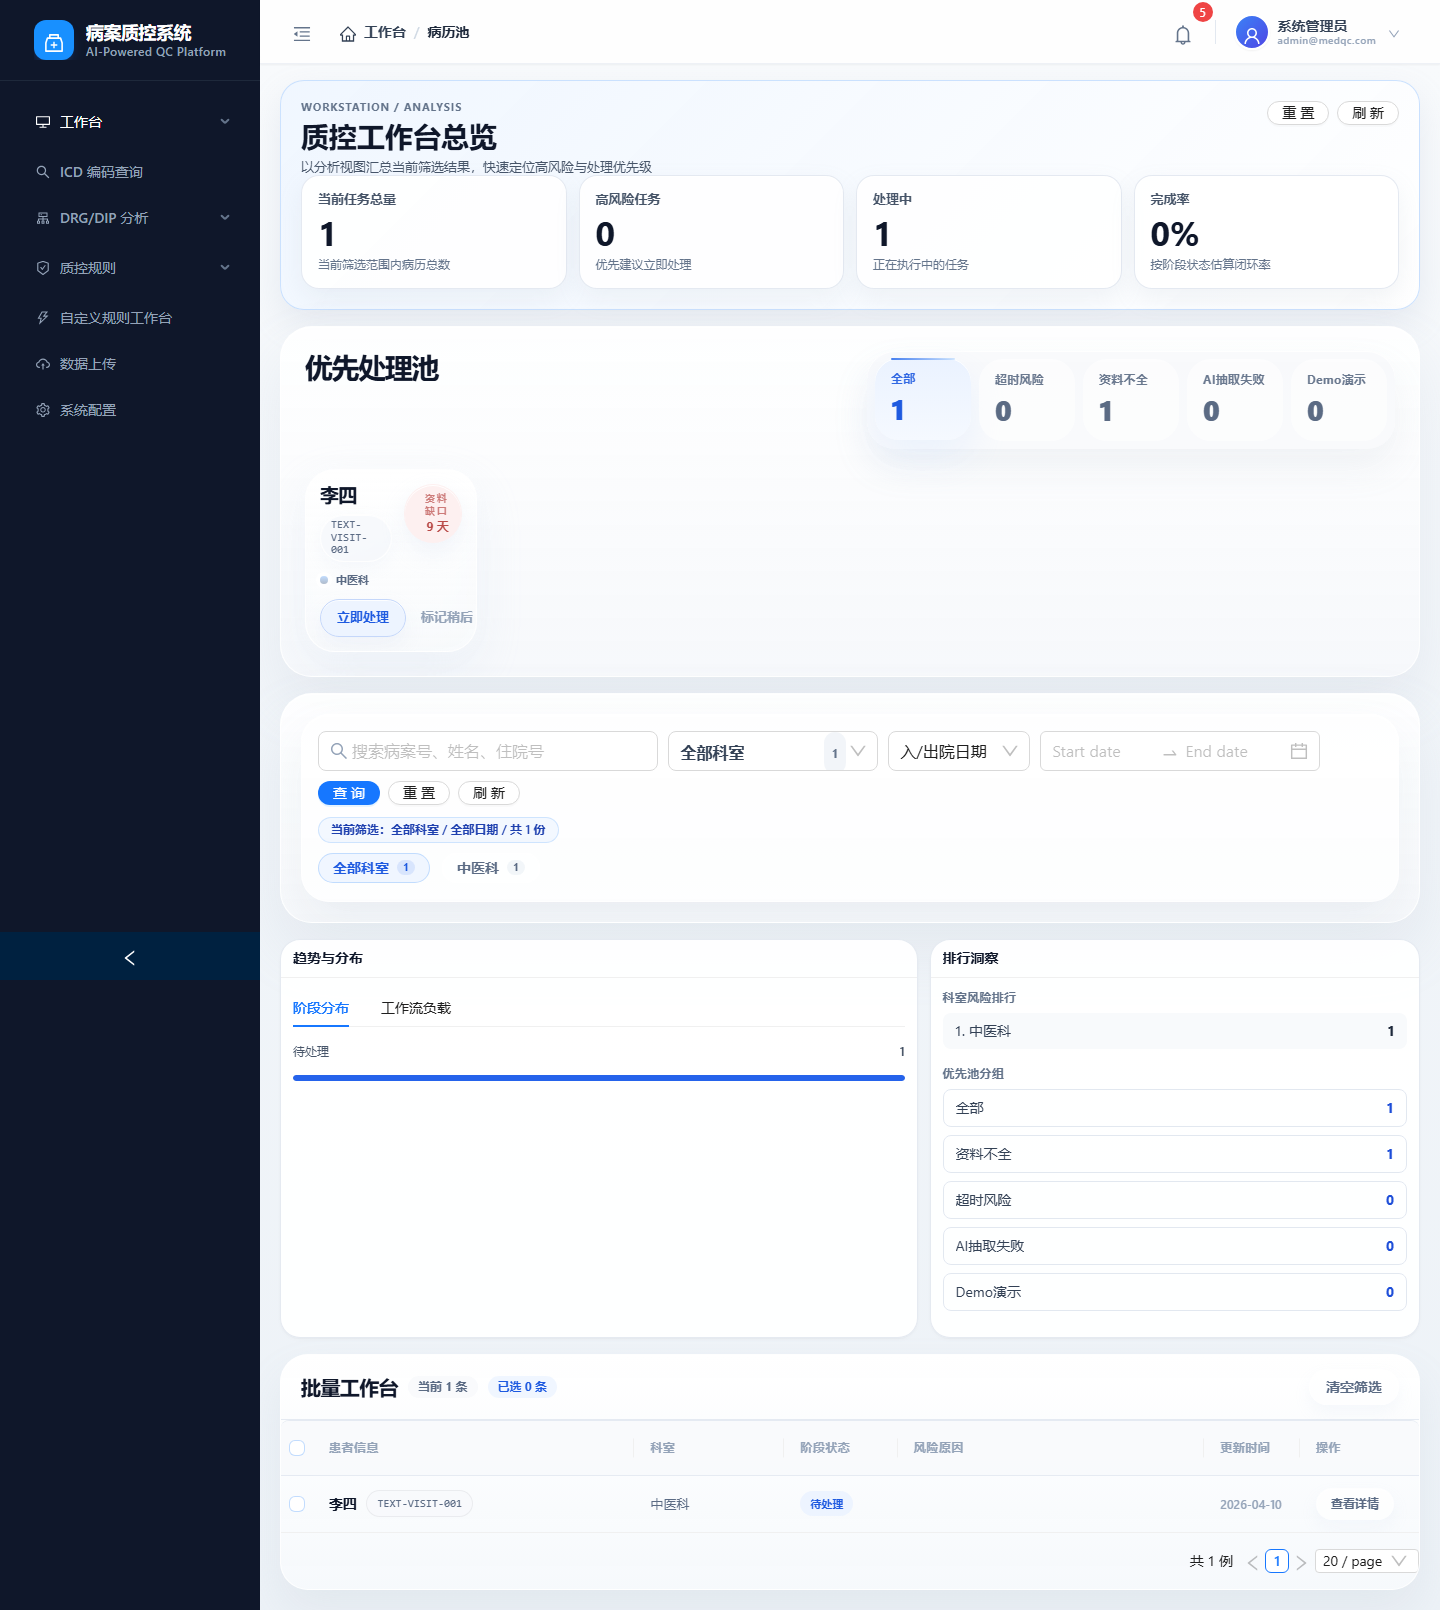 病案质控系统
AI-Powered QC Platform
工作台
ICD 编码查询
DRG/DIP 分析
质控规则
自定义规则工作台
数据上传
系统配置
工作台 / 病历池
5
系统管理员
admin@medqc.com
WORKSTATION / ANALYSIS
质控工作台总览
以分析视图汇总当前筛选结果，快速定位高风险与处理优先级
重 置
刷 新
当前任务总量
1
当前筛选范围内病历总数
高风险任务
0
优先建议立即处理
处理中
1
正在执行中的任务
完成率
0%
按阶段状态估算闭环率
优先处理池
全部
1
超时风险
0
资料不全
1
AI抽取失败
0
Demo演示
0
李四
TEXT-
VISIT-
001
资料
缺口
9 天
中医科
立即处理
标记稍后
搜索病案号、姓名、住院号
全部科室 1
入/出院日期
Start date
End date
查 询
重 置
刷 新
当前筛选：全部科室 / 全部日期 / 共 1 份
全部科室 1
中医科 1
趋势与分布
阶段分布
工作流负载
待处理 1
排行洞察
科室风险排行
1. 中医科 1
优先池分组
全部 1
资料不全 1
超时风险 0
AI抽取失败 0
Demo演示 0
批量工作台
当前 1 条
已选 0 条
清空筛选
患者信息 科室 阶段状态 风险原因 更新时间 操作
李四 TEXT-VISIT-001 中医科 待处理 2026-04-10 查看详情
共 1 例 1 20 / page